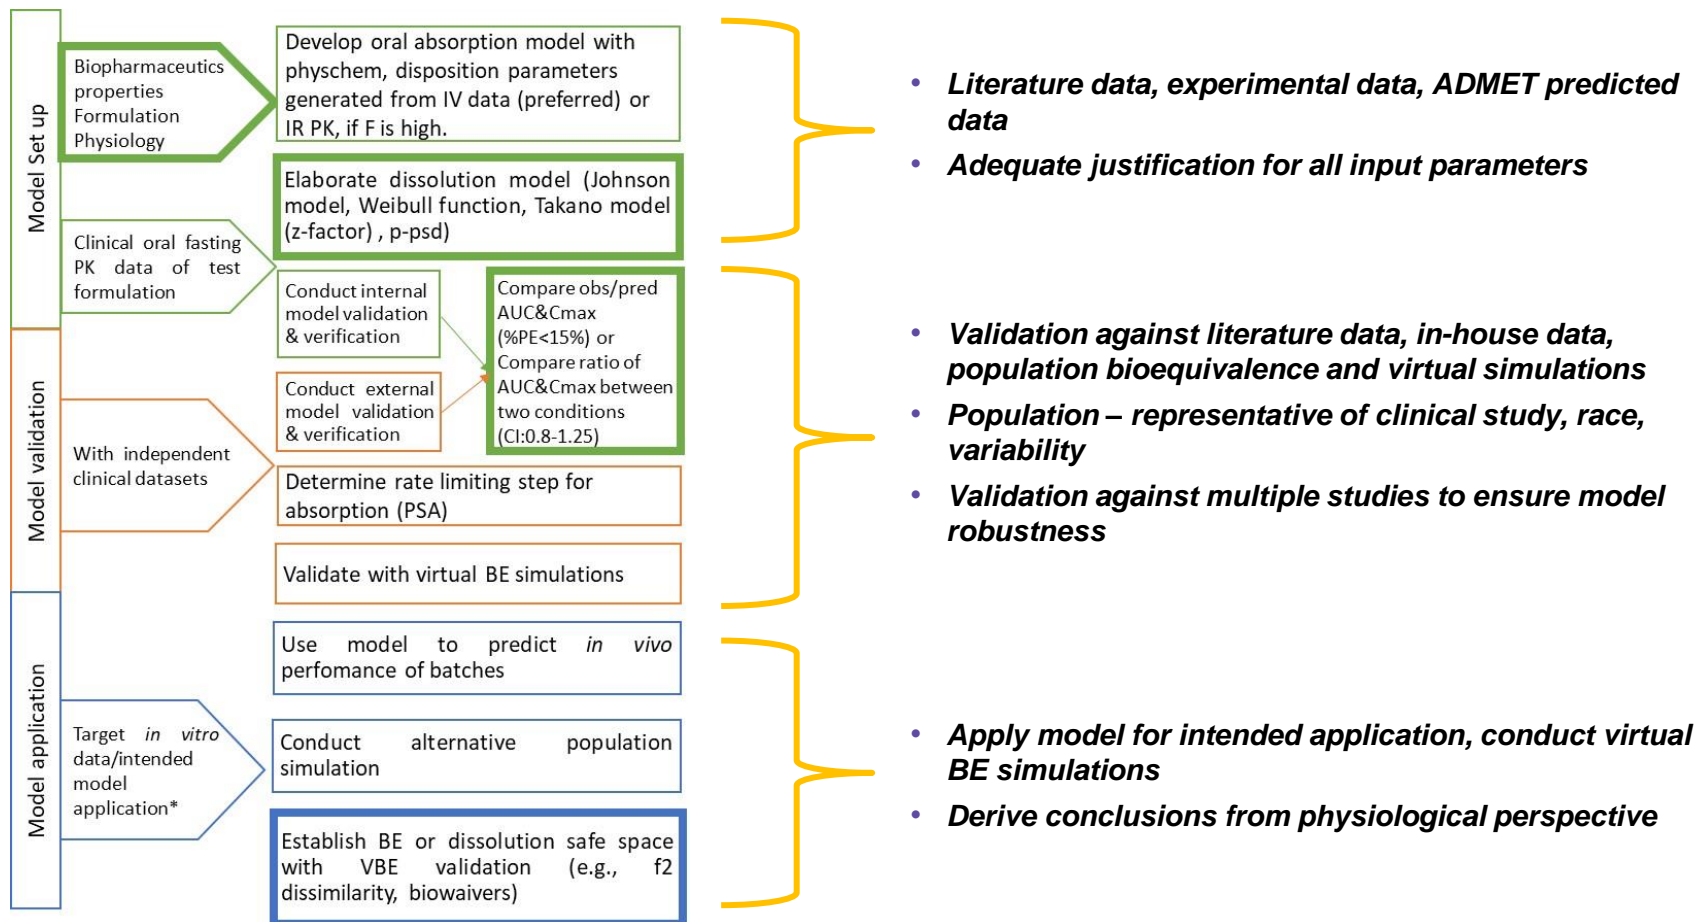 Model Set up
Biopharmaceutics
properties
Formulation
Physiology
Develop oral absorption model with
physchem, disposition parameters
generated from IV data (preferred) or
IR PK, if F is high.
Elaborate dissolution model (Johnson
model, Weibull function, Takano model
(z-factor) , p-psd)
Clinical oral fasting
PK data of test
formulation
Conduct internal
model validation
& verification
Compare obs/pred
AUC&Cmax
(%PE<15%) or
Compare ratio of
AUC&Cmax between
two conditions
(CI:0.8-1.25)
• Literature data, experimental data, ADMET predicted
data
• Adequate justification for all input parameters
Model validation
Conduct external
model validation
& verification
With independent
clinical datasets
Determine rate limiting step for
absorption (PSA)
Validate with virtual BE simulations
• Validation against literature data, in-house data,
population bioequivalence and virtual simulations
• Population – representative of clinical study, race,
variability
• Validation against multiple studies to ensure model
robustness
Model application
Target in vitro
data/intended
model
application*
Use model to predict in vivo
perfomance of batches
Conduct alternative population
simulation
Establish BE or dissolution safe space
with VBE validation (e.g., f2
dissimilarity, biowaivers)
• Apply model for intended application, conduct virtual
BE simulations
• Derive conclusions from physiological perspective